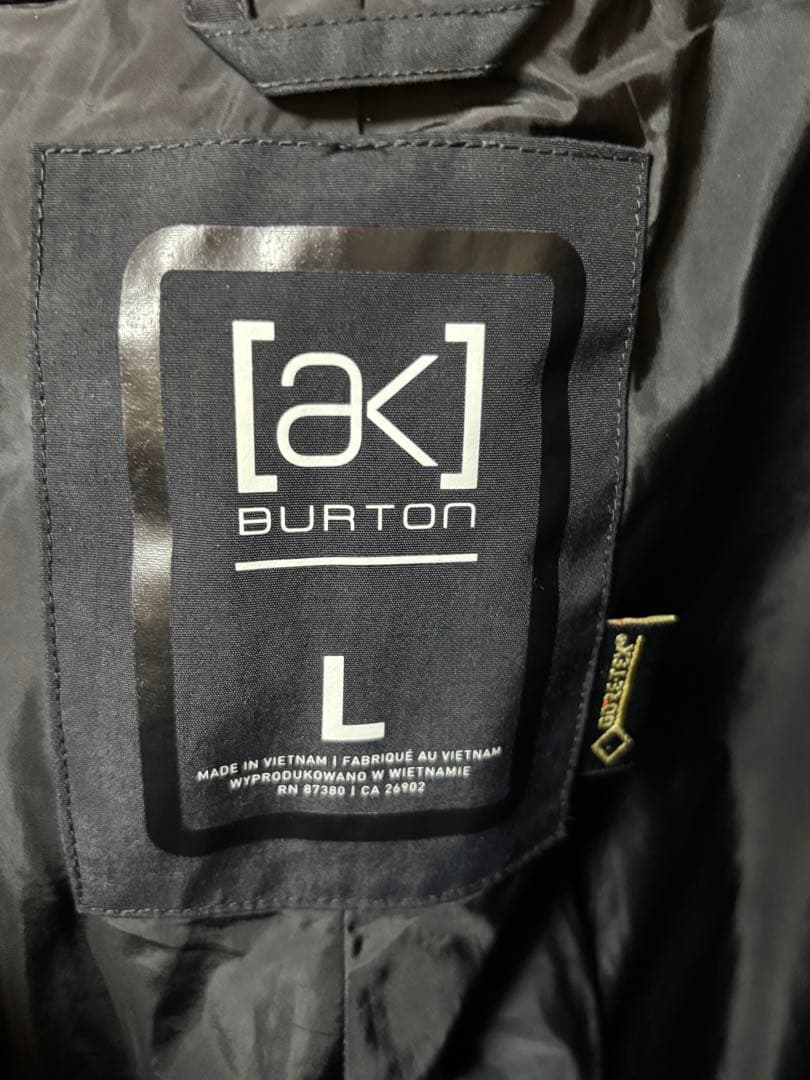 [ak]
BURTON
L
MADE IN VIETNAM | FABRIQUÉ AU VIETNAM
WYPRODUKOWANO W WIETNAMIE
RN 87380 | CA 26902
GORE-TEX®